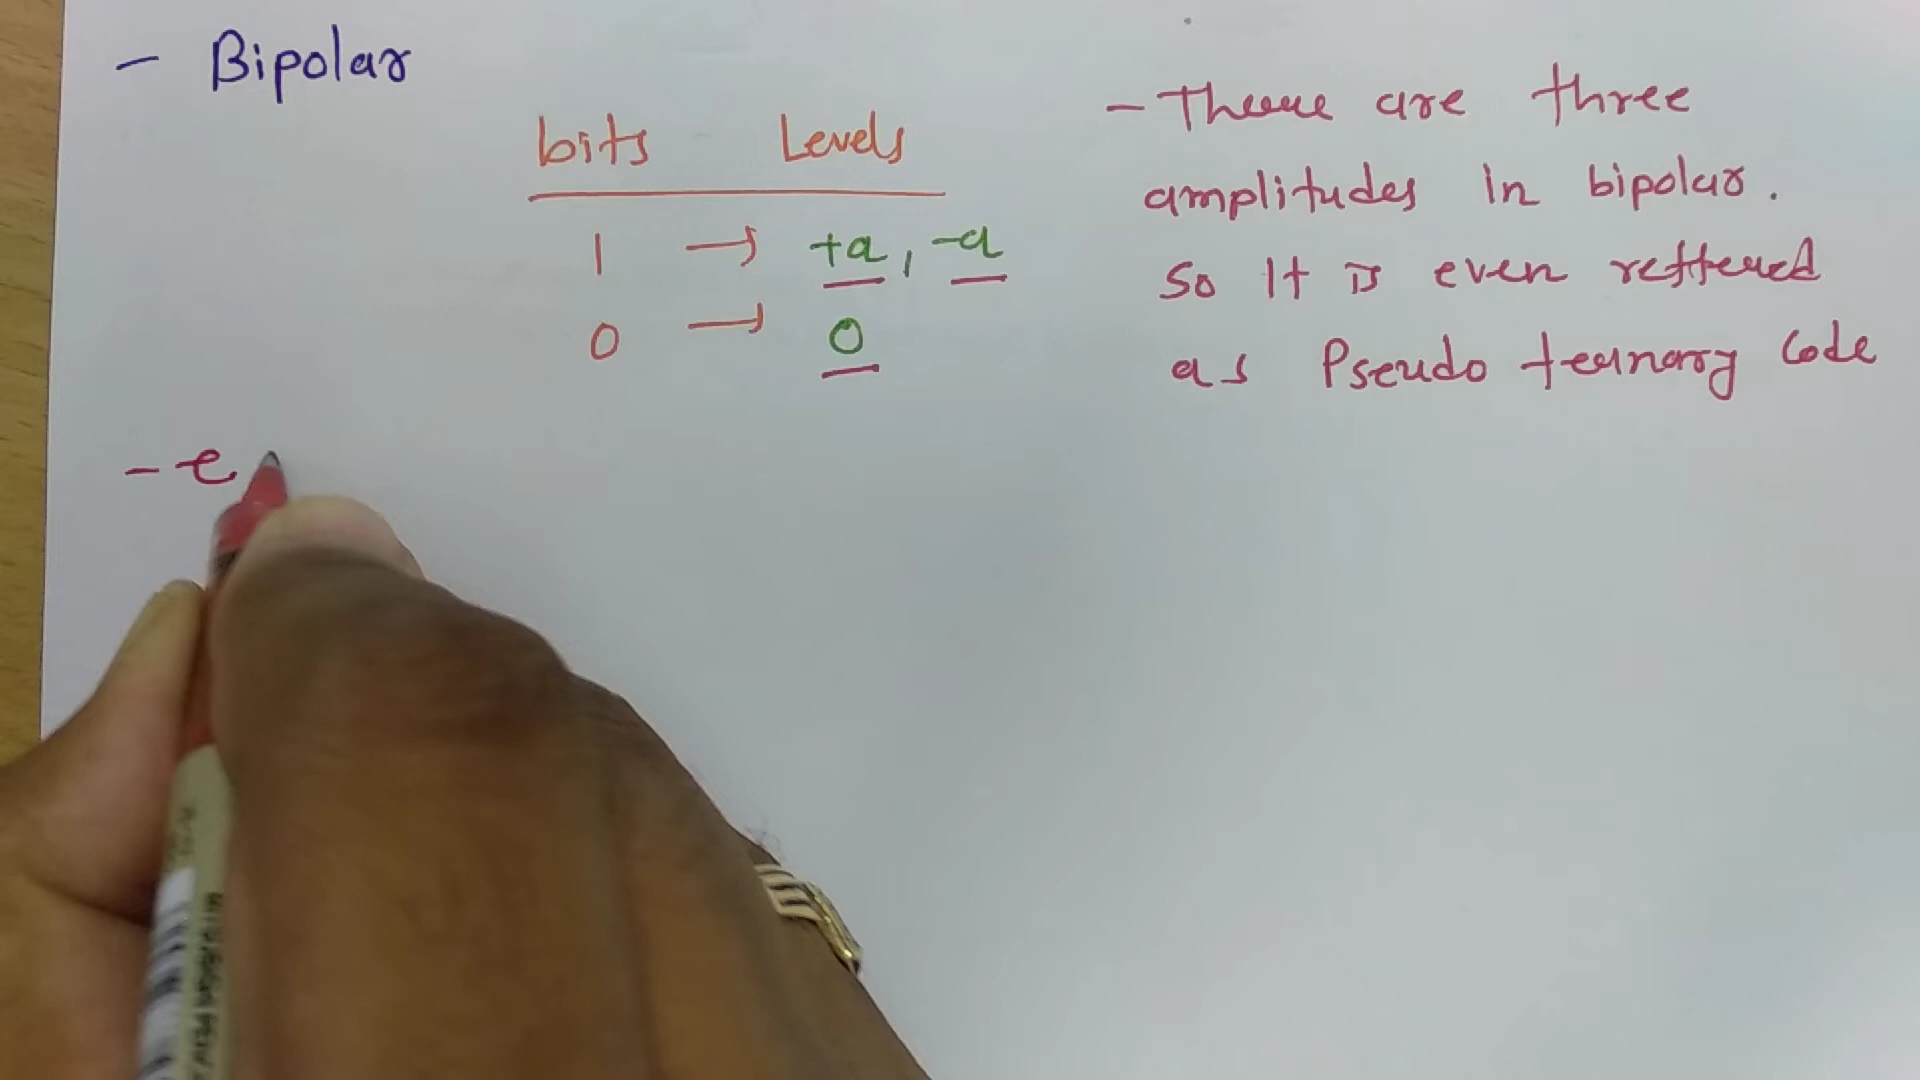 - Bipolar
bits Levels
1 → +a, -a
0 → 0
- There are three
amplitudes in bipolar.
So It is even reffered
as Pseudo ternary Code
- e